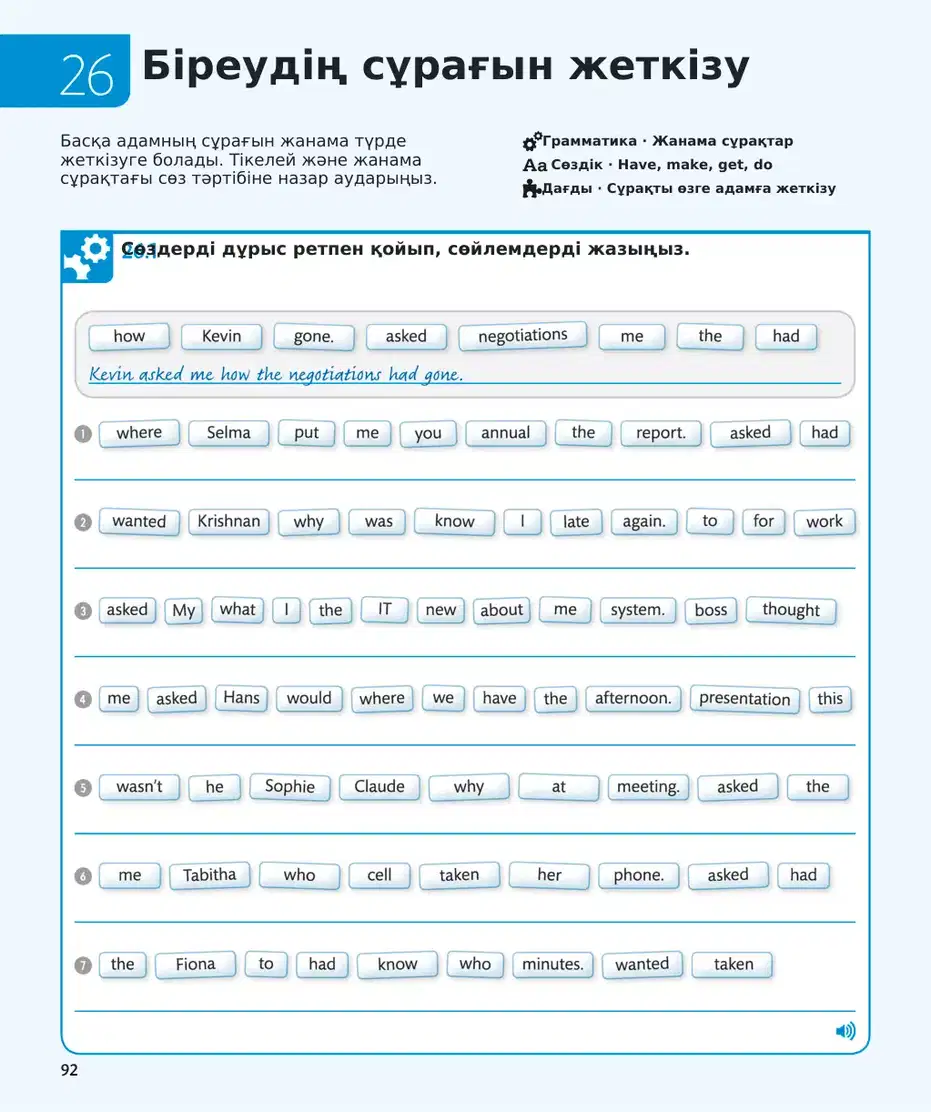 26
Біреудің сұрағын жеткізу
Басқа адамның сұрағын жанама түрде
жеткізуге болады. Тікелей және жанама
сұрақтағы сөз тәртібіне назар аударыңыз.
Грамматика · Жанама сұрақтар
Aa Сөздік · Have, make, get, do
Дағды · Сұрақты өзге адамға жеткізу
26.1 Сөздерді дұрыс ретпен қойып, сөйлемдерді жазыңыз.
how Kevin gone. asked negotiations me the had
Kevin asked me how the negotiations had gone.
1 where Selma put me you annual the report. asked had
2 wanted Krishnan why was know I late again. to for work
3 asked My what I the IT new about me system. boss thought
4 me asked Hans would where we have the afternoon. presentation this
5 wasn't he Sophie Claude why at meeting. asked the
6 me Tabitha who cell taken her phone. asked had
7 the Fiona to had know who minutes. wanted taken
92